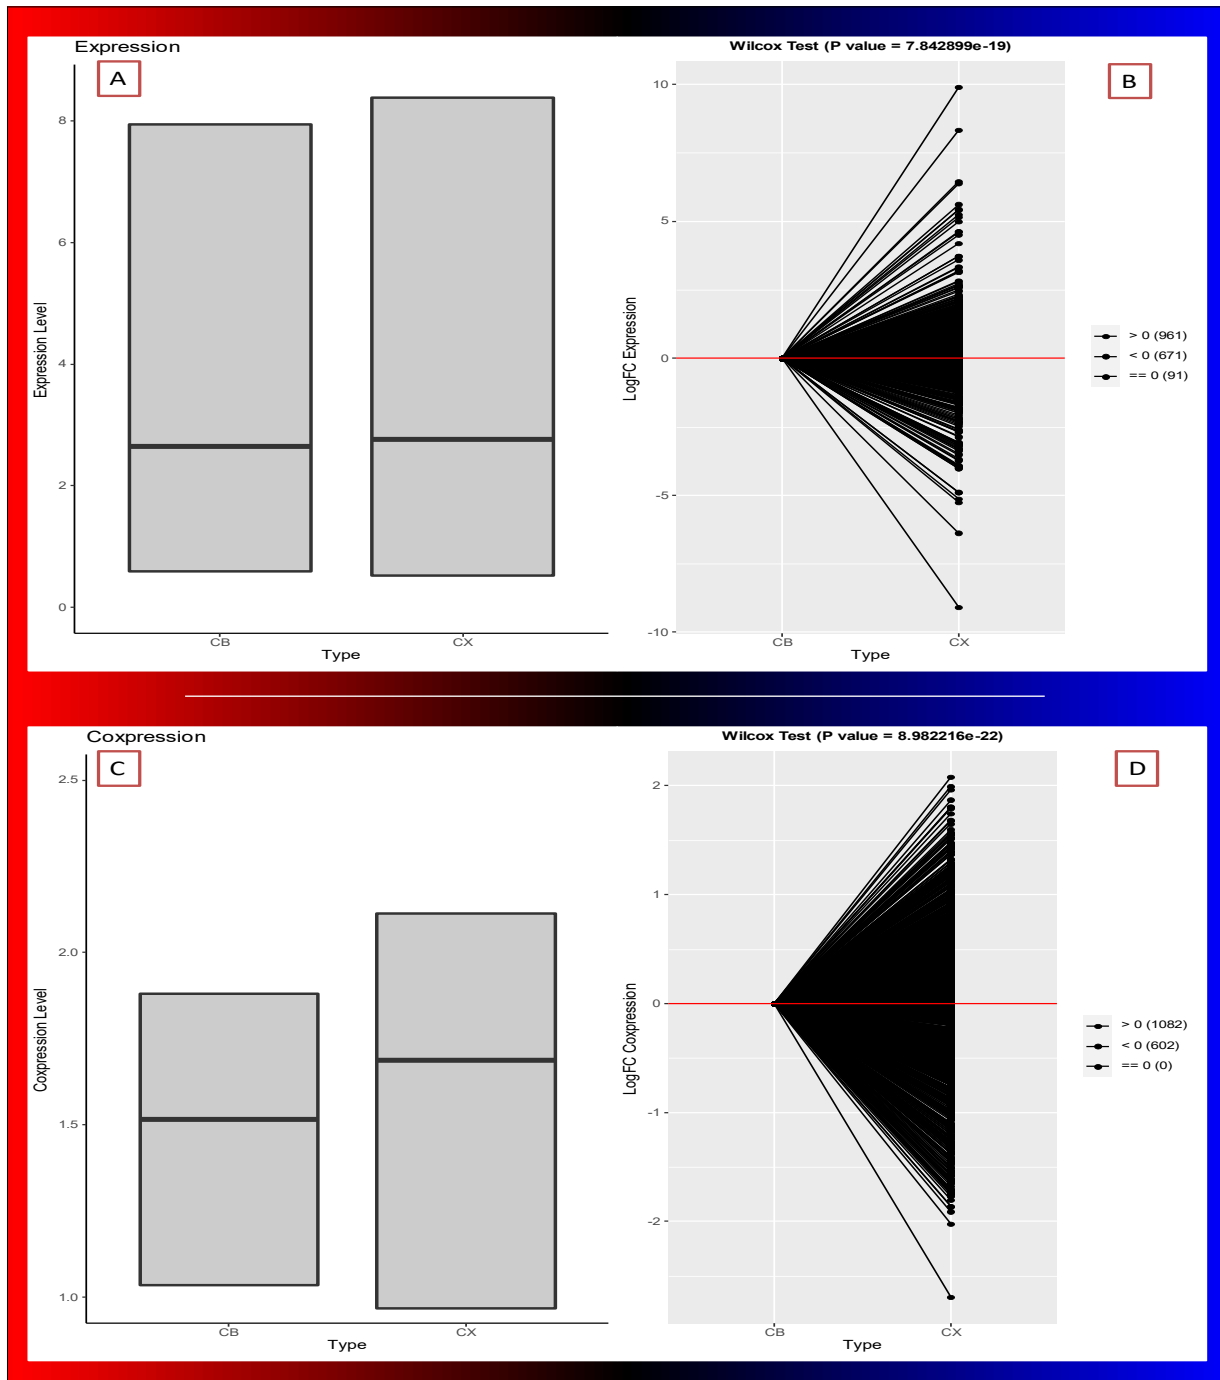 Expression
A
Expression Level
8
6
4
2
0
CB CX
Type
Wilcox Test (P value = 7.842899e-19)
B
LogFC Expression
10
5
0
-5
-10
CB CX
Type
> 0 (961)
< 0 (671)
== 0 (91)
Coxpression
C
Coxpression Level
2.5
2.0
1.5
1.0
CB CX
Type
Wilcox Test (P value = 8.982216e-22)
D
LogFC Coxpression
2
1
0
-1
-2
CB CX
Type
> 0 (1082)
< 0 (602)
== 0 (0)